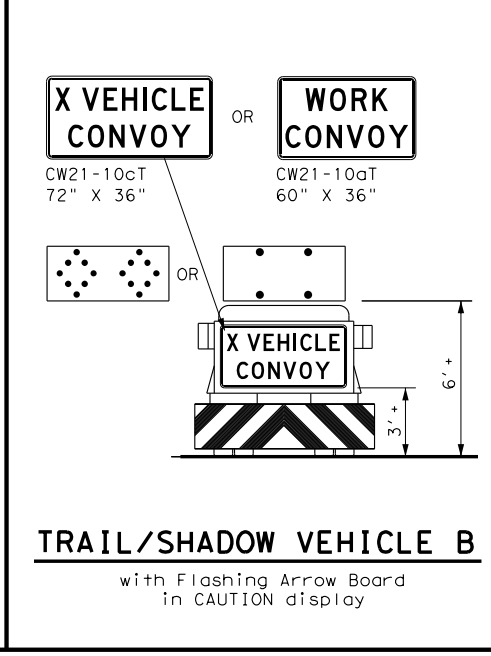 X VEHICLE
CONVOY
OR
WORK
CONVOY
CW21-10cT
72" X 36"
CW21-10aT
60" X 36"
OR
X VEHICLE
CONVOY
6' +
3' +
TRAIL/SHADOW VEHICLE B
with Flashing Arrow Board
in CAUTION display